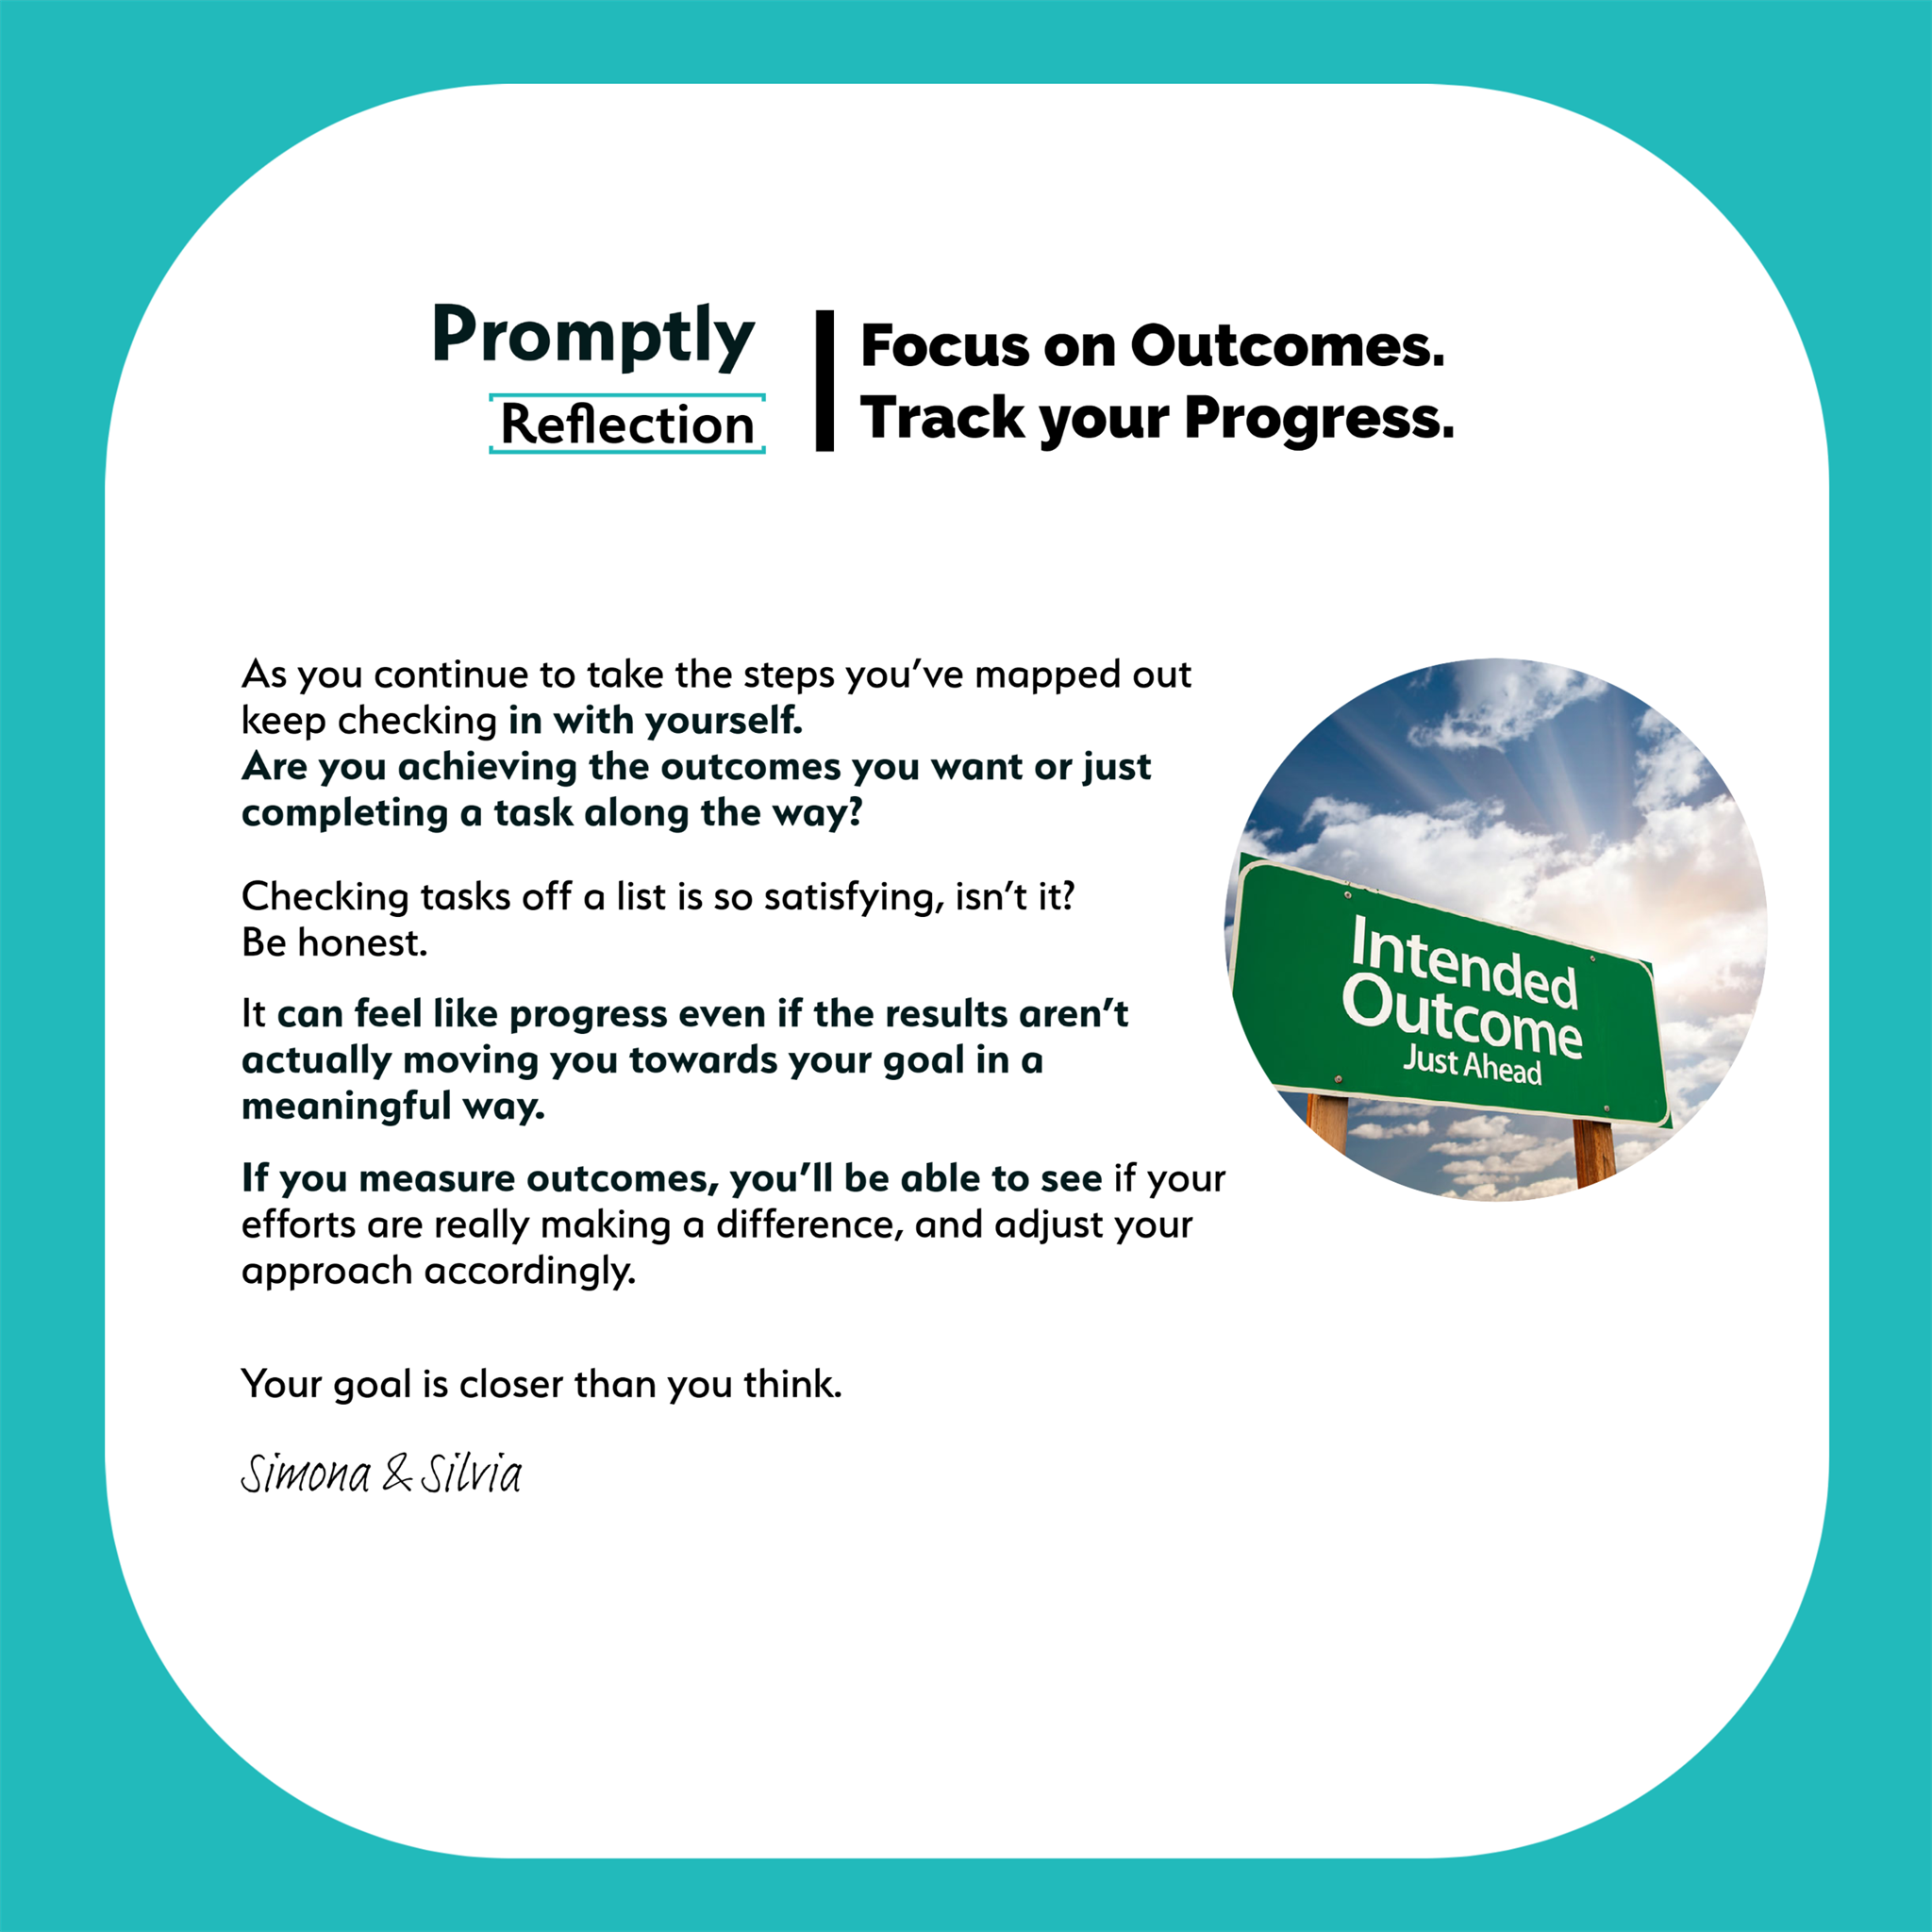 Promptly
Reflection
Focus on Outcomes.
Track your Progress.
As you continue to take the steps you’ve mapped out
keep checking in with yourself.
Are you achieving the outcomes you want or just
completing a task along the way?
Checking tasks off a list is so satisfying, isn’t it?
Be honest.
It can feel like progress even if the results aren’t
actually moving you towards your goal in a
meaningful way.
If you measure outcomes, you’ll be able to see if your
efforts are really making a difference, and adjust your
approach accordingly.
Your goal is closer than you think.
Simona & Silvia
Intended
Outcome
Just Ahead